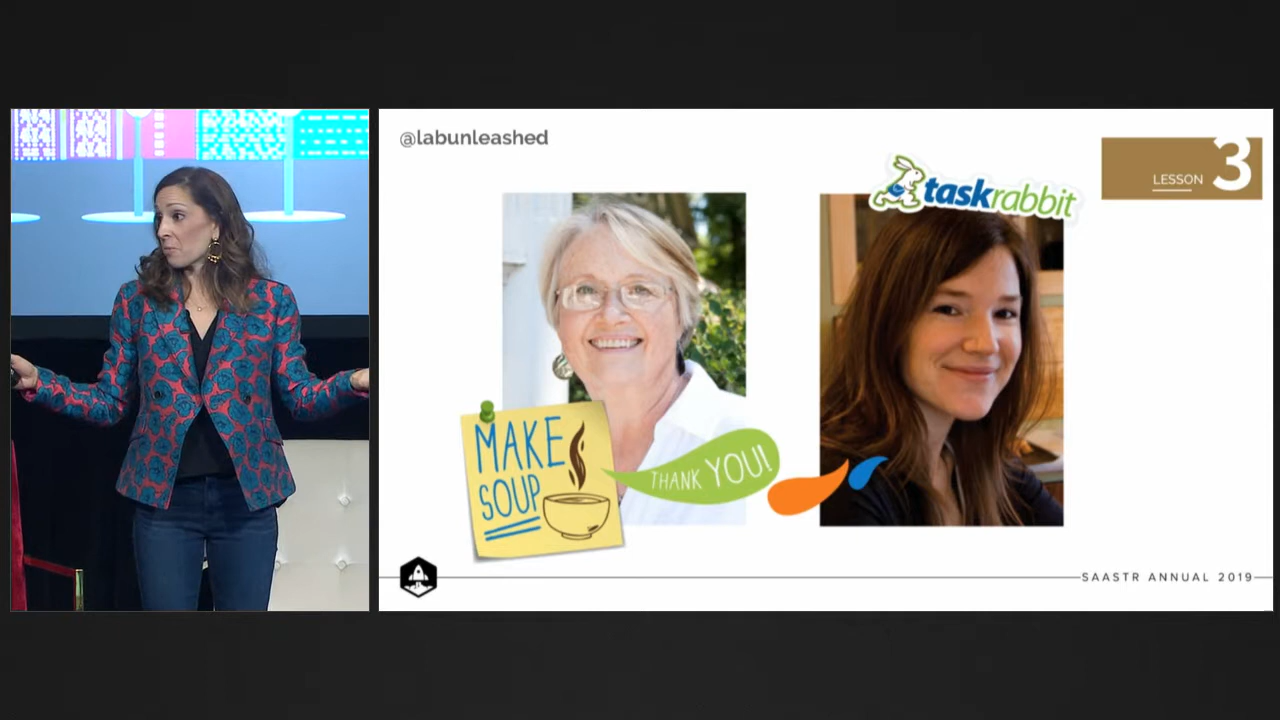 @labunleashed
LESSON 3
taskrabbit
MAKE
SOUP
THANK YOU!
SAASTR ANNUAL 2019